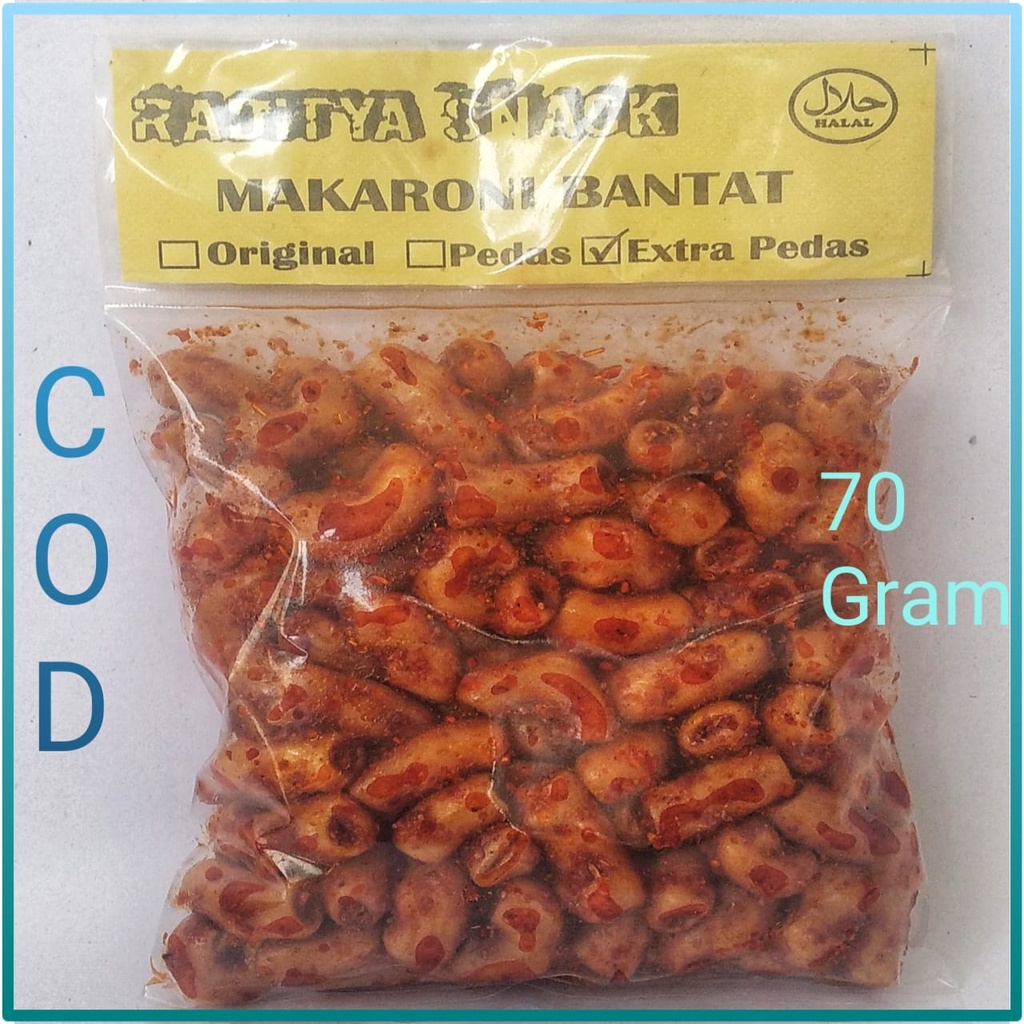 RADITYA SNACK
حلال
HALAL
MAKARONI BANTAT
Original Pedas Extra Pedas
C
O
D
70
Gram